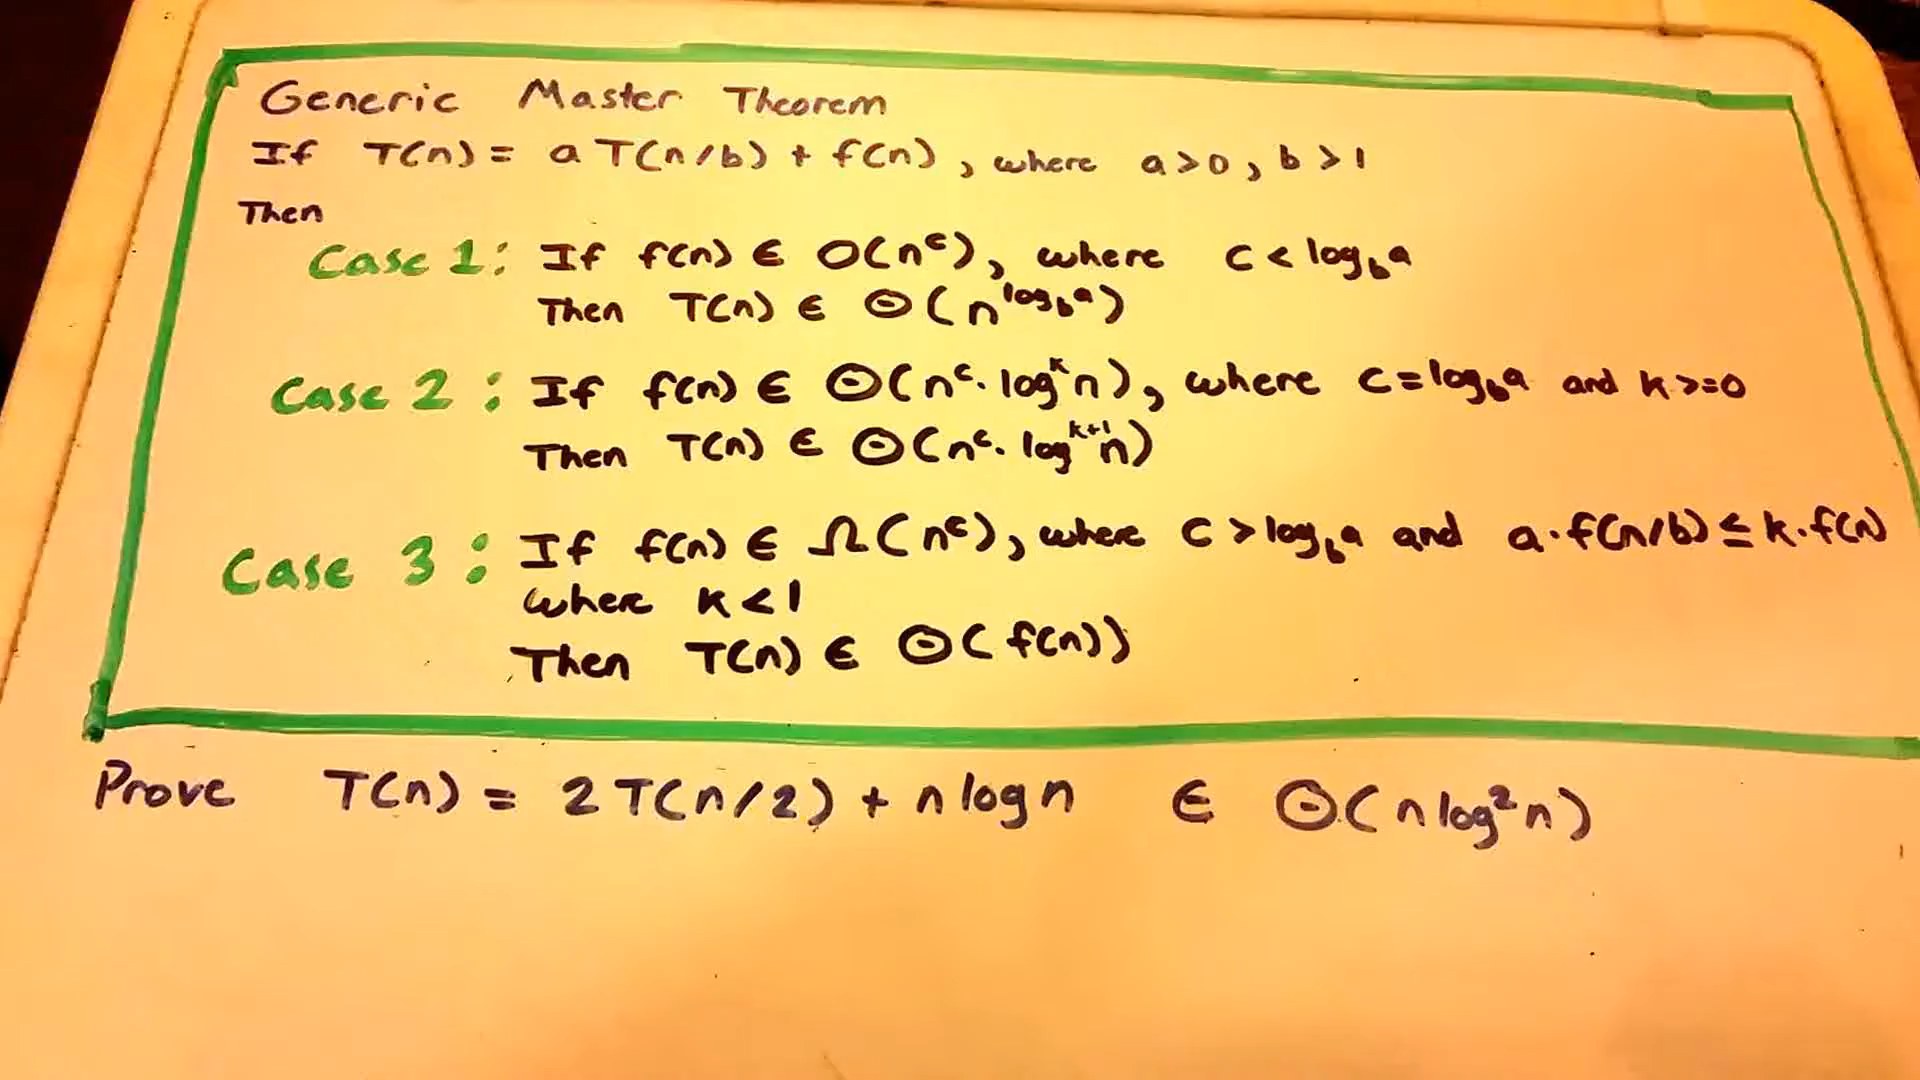 Generic Master Theorem
If T(n) = a T(n/b) + f(n), where a>0, b>1
Then
Case 1: If f(n) ∈ O(n^c), where c < log_b a
Then T(n) ∈ Θ(n^{log_b a})
Case 2: If f(n) ∈ Θ(n^c · log^k n), where c = log_b a and k >= 0
Then T(n) ∈ Θ(n^c · log^{k+1} n)
Case 3: If f(n) ∈ Ω(n^c), where c > log_b a and a·f(n/b) ≤ k·f(n)
where k < 1
Then T(n) ∈ Θ(f(n))
Prove T(n) = 2T(n/2) + n log n ∈ Θ(n log² n)